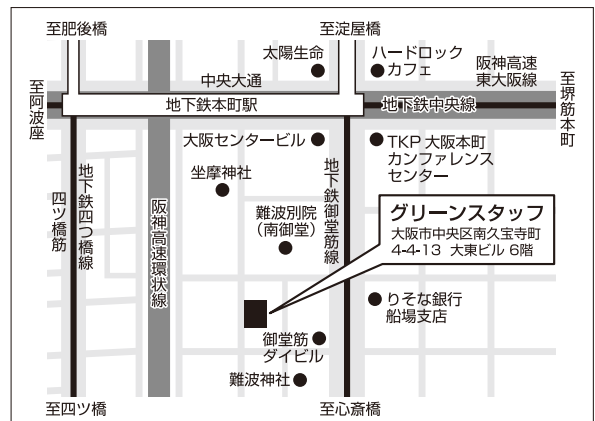 至肥後橋
至淀屋橋
太陽生命
ハードロック
カフェ
阪神高速
東大阪線
中央大通
至阿波座
地下鉄本町駅
地下鉄中央線
至堺筋本町
大阪センタービル
TKP 大阪本町
カンファレンス
センター
坐摩神社
四ツ橋筋
地下鉄四つ橋線
阪神高速環状線
地下鉄御堂筋線
難波別院
（南御堂）
グリーンスタッフ
大阪市中央区南久宝寺町
4-4-13 大東ビル 6階
りそな銀行
船場支店
御堂筋
ダイビル
難波神社
至四ツ橋
至心斎橋